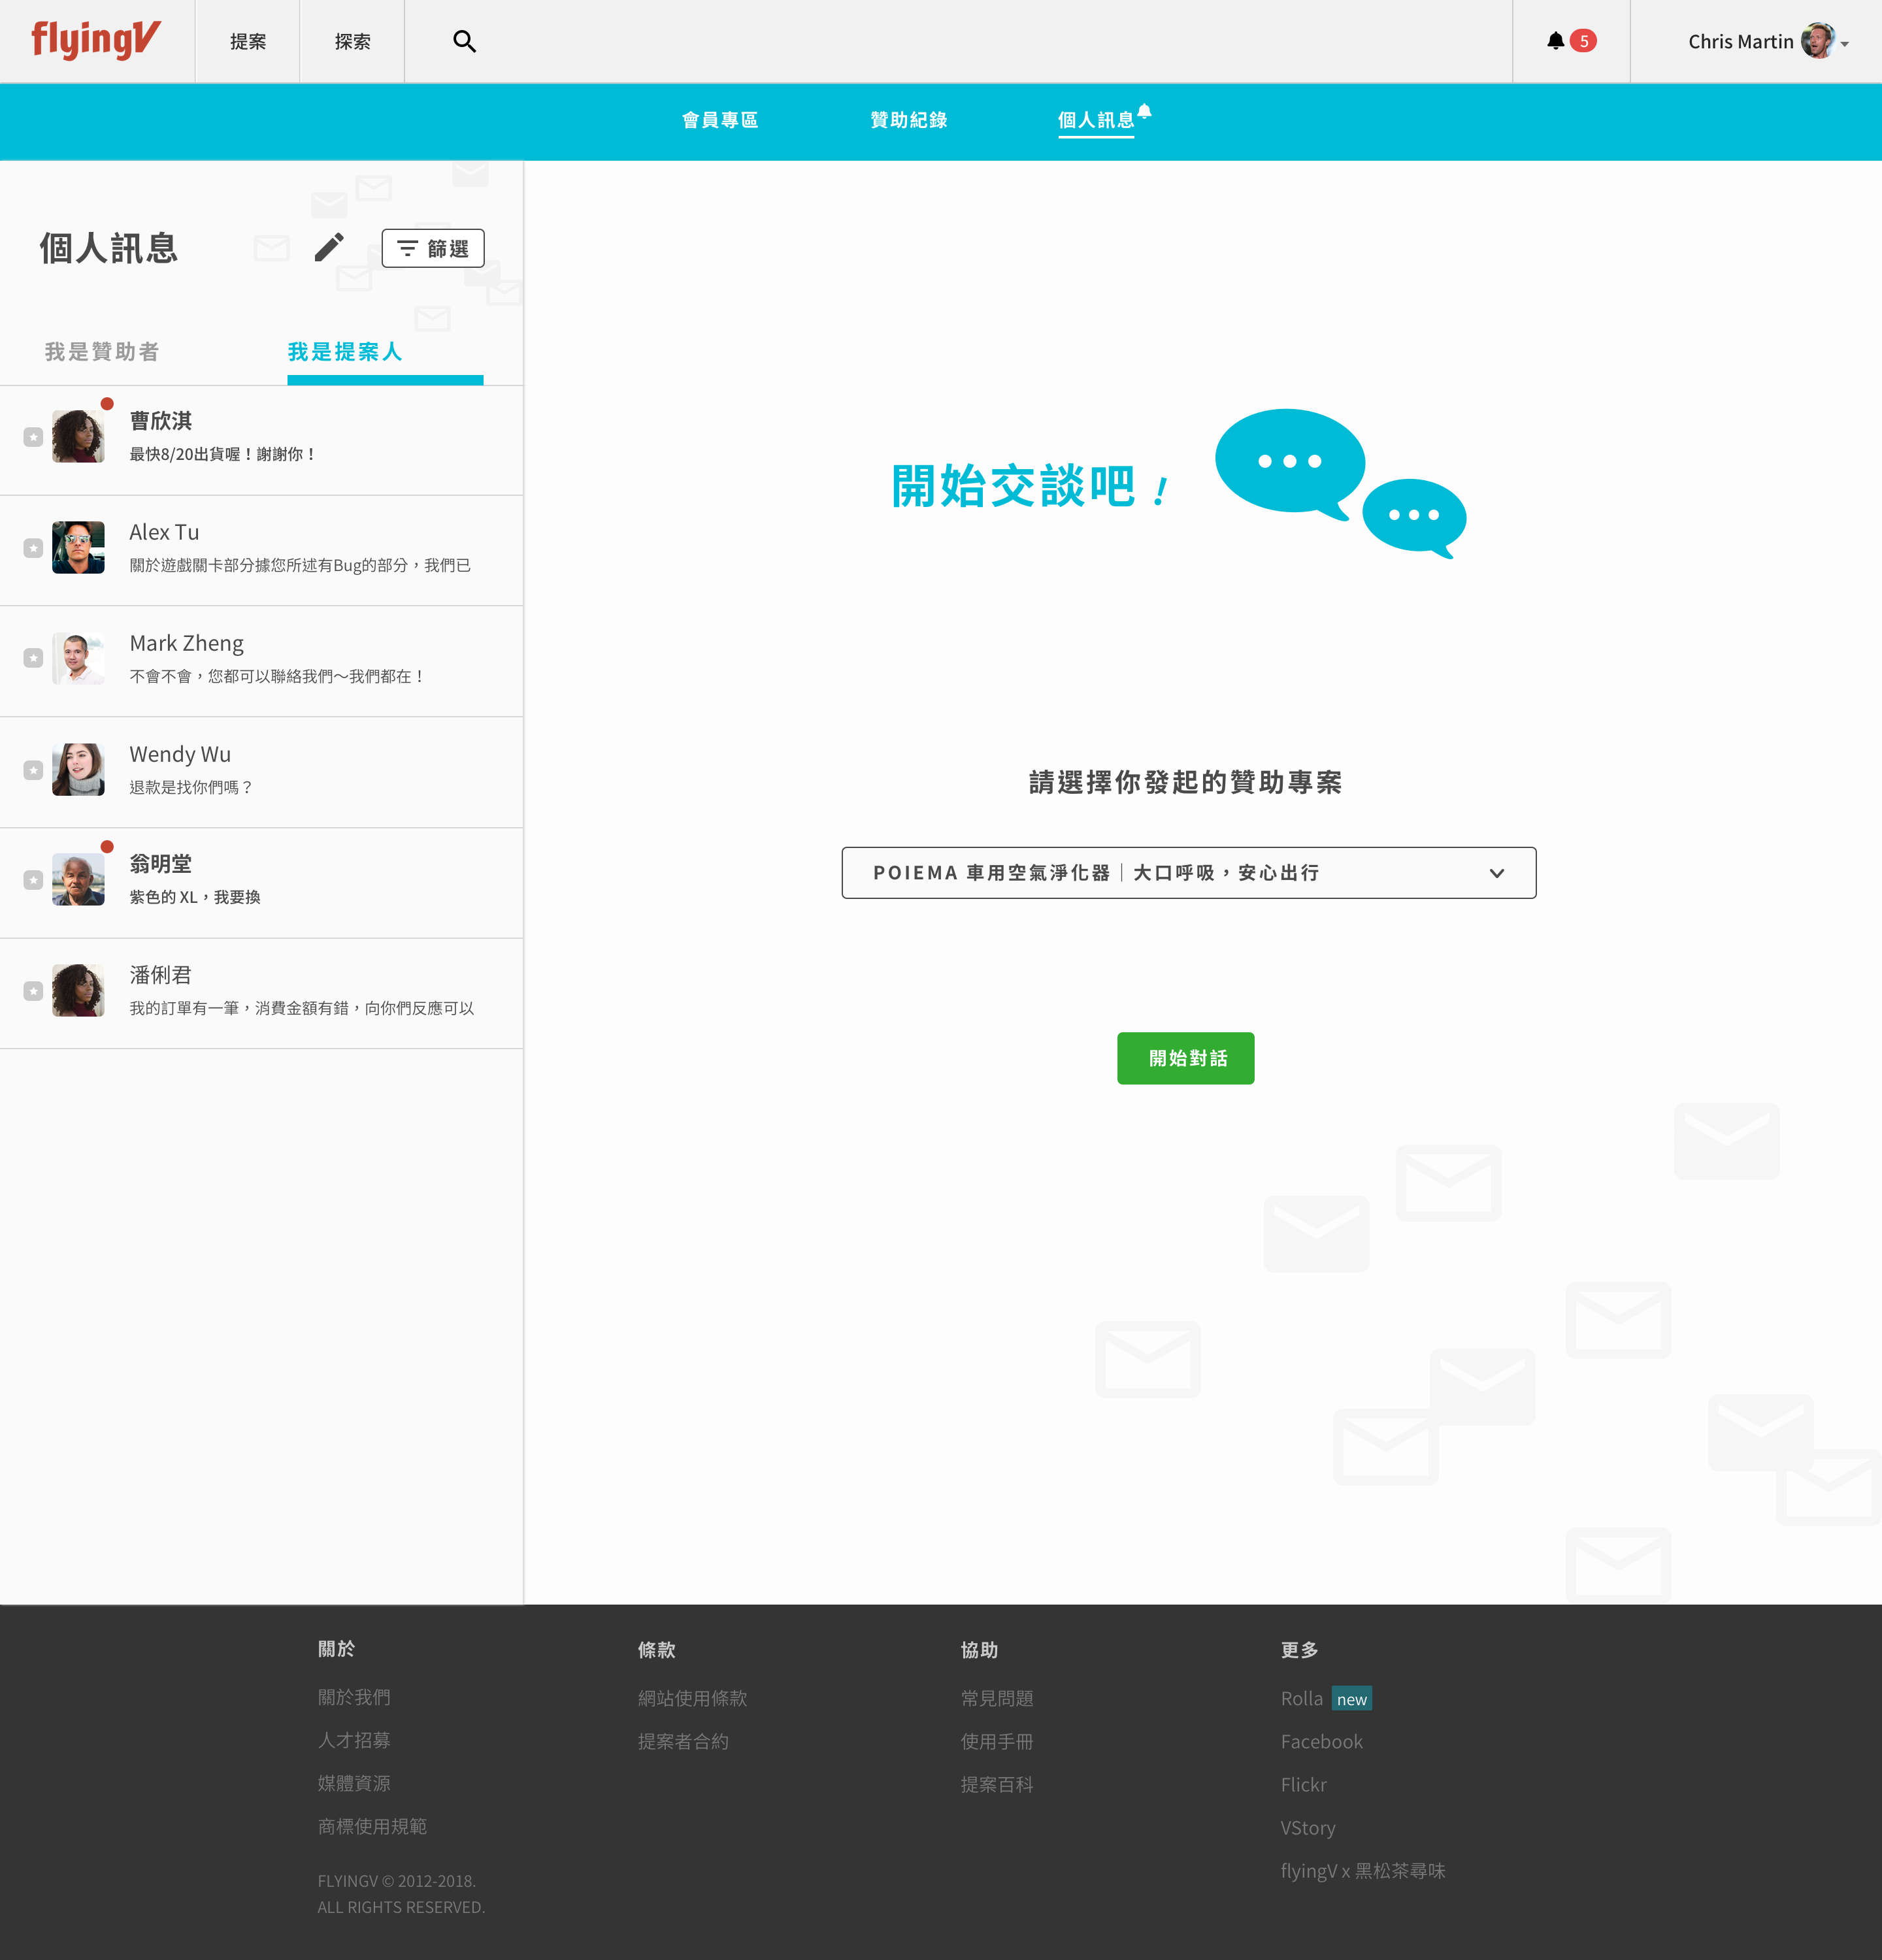 flyingV
提案
探索
5
Chris Martin
會員專區
贊助紀錄
個人訊息
個人訊息
篩選
我是贊助者
我是提案人
曹欣淇
最快8/20出貨喔！謝謝你！
Alex Tu
關於遊戲關卡部分據您所述有Bug的部分，我們已
Mark Zheng
不會不會，您都可以聯絡我們～我們都在！
Wendy Wu
退款是找你們嗎？
翁明堂
紫色的 XL，我要換
潘俐君
我的訂單有一筆，消費金額有錯，向你們反應可以
開始交談吧！
請選擇你發起的贊助專案
POIEMA 車用空氣淨化器｜大口呼吸，安心出行
開始對話
關於
關於我們
人才招募
媒體資源
商標使用規範
FLYINGV © 2012-2018.
ALL RIGHTS RESERVED.
條款
網站使用條款
提案者合約
協助
常見問題
使用手冊
提案百科
更多
Rolla new
Facebook
Flickr
VStory
flyingV x 黑松茶尋味